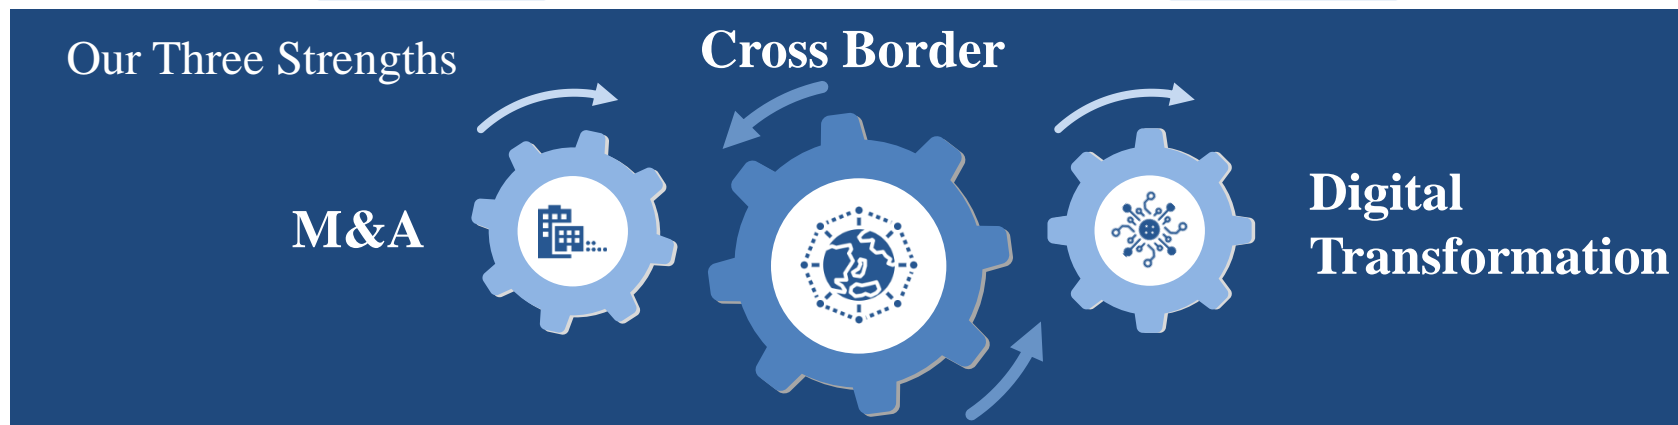 Our Three Strengths
Cross Border
M&A
Digital
Transformation